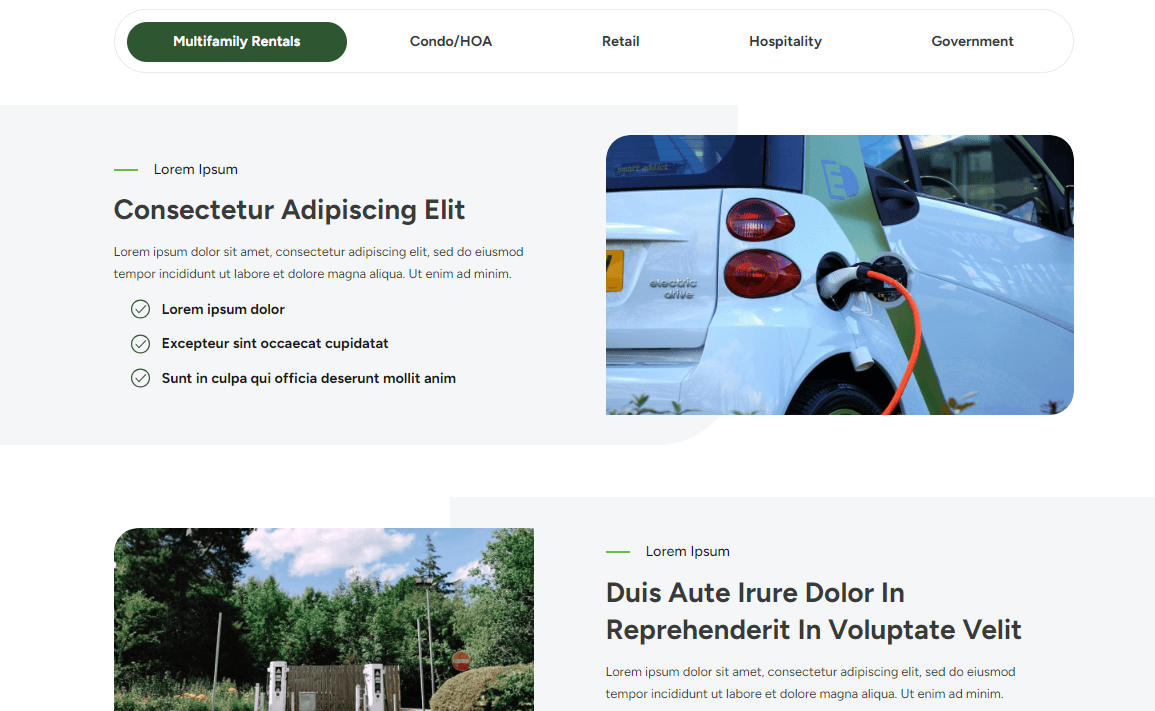 Multifamily Rentals
Condo/HOA
Retail
Hospitality
Government
Lorem Ipsum
Consectetur Adipiscing Elit
Lorem ipsum dolor sit amet, consectetur adipiscing elit, sed do eiusmod
tempor incididunt ut labore et dolore magna aliqua. Ut enim ad minim.
Lorem ipsum dolor
Excepteur sint occaecat cupidatat
Sunt in culpa qui officia deserunt mollit anim
smart addict
electric
drive
Lorem Ipsum
Duis Aute Irure Dolor In
Reprehenderit In Voluptate Velit
Lorem ipsum dolor sit amet, consectetur adipiscing elit, sed do eiusmod
tempor incididunt ut labore et dolore magna aliqua. Ut enim ad minim.